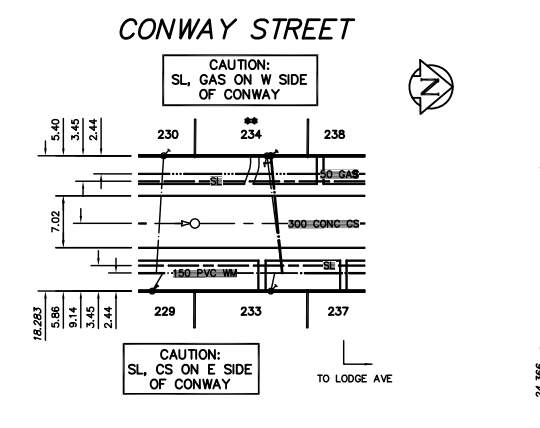 CONWAY STREET
CAUTION:
SL, GAS ON W SIDE
OF CONWAY
N
5.40
3.45
2.44
**
230
234
238
50 GAS
SL
7.02
300 CONC CS
SL
150 PVC WM
18.283
5.86
9.14
3.45
2.44
229
233
237
CAUTION:
SL, CS ON E SIDE
OF CONWAY
TO LODGE AVE
24.366